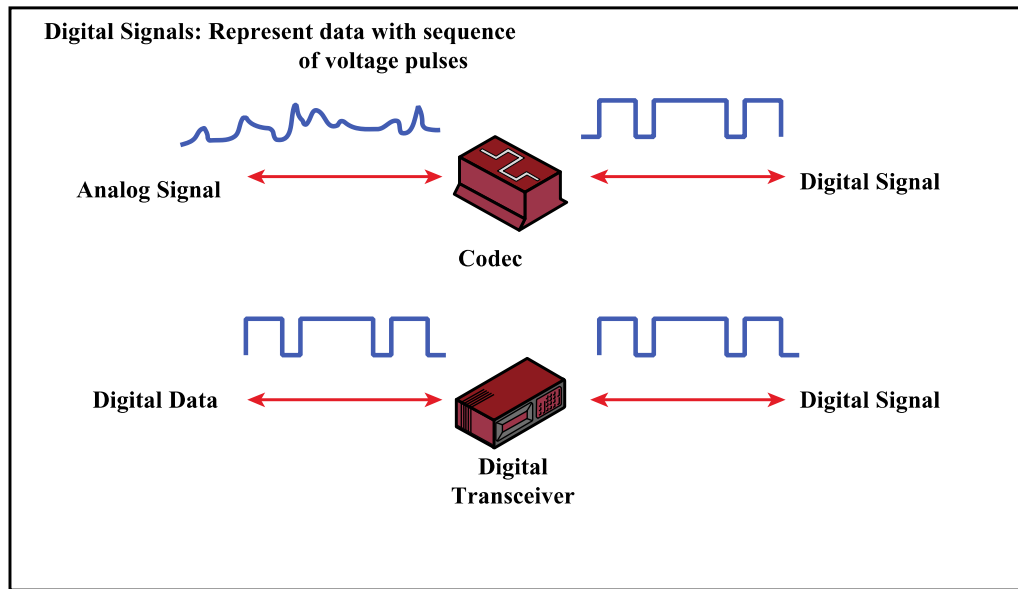 Digital Signals: Represent data with sequence
of voltage pulses
Analog Signal
Digital Signal
Codec
Digital Data
Digital Signal
Digital
Transceiver